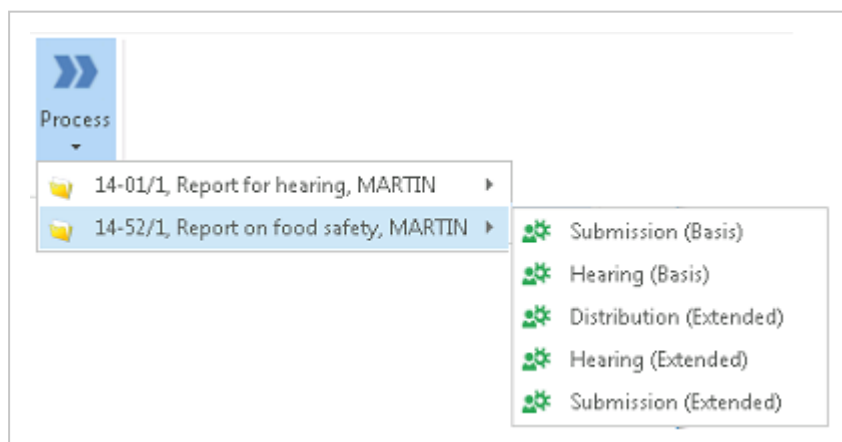 Process
14-01/1, Report for hearing, MARTIN
14-52/1, Report on food safety, MARTIN
Submission (Basis)
Hearing (Basis)
Distribution (Extended)
Hearing (Extended)
Submission (Extended)